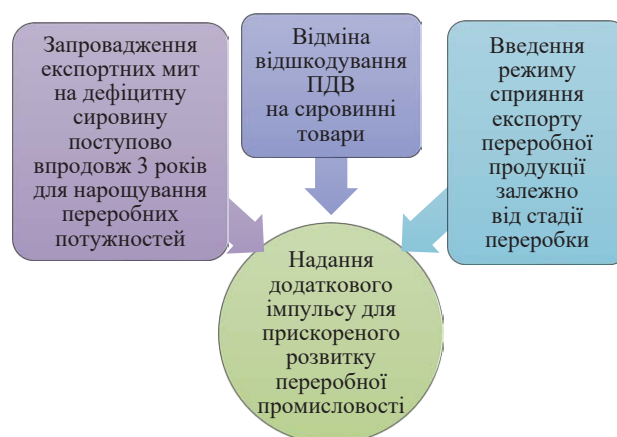 Запровадження
експортних мит
на дефіцитну
сировину
поступово
впродовж 3 років
для нарощування
переробних
потужностей
Відміна
відшкодування
ПДВ
на сировинні
товари
Введення
режиму
сприяння
експорту
переробної
продукції
залежно
від стадії
переробки
Надання
додаткового
імпульсу для
прискореного
розвитку
переробної
промисловості